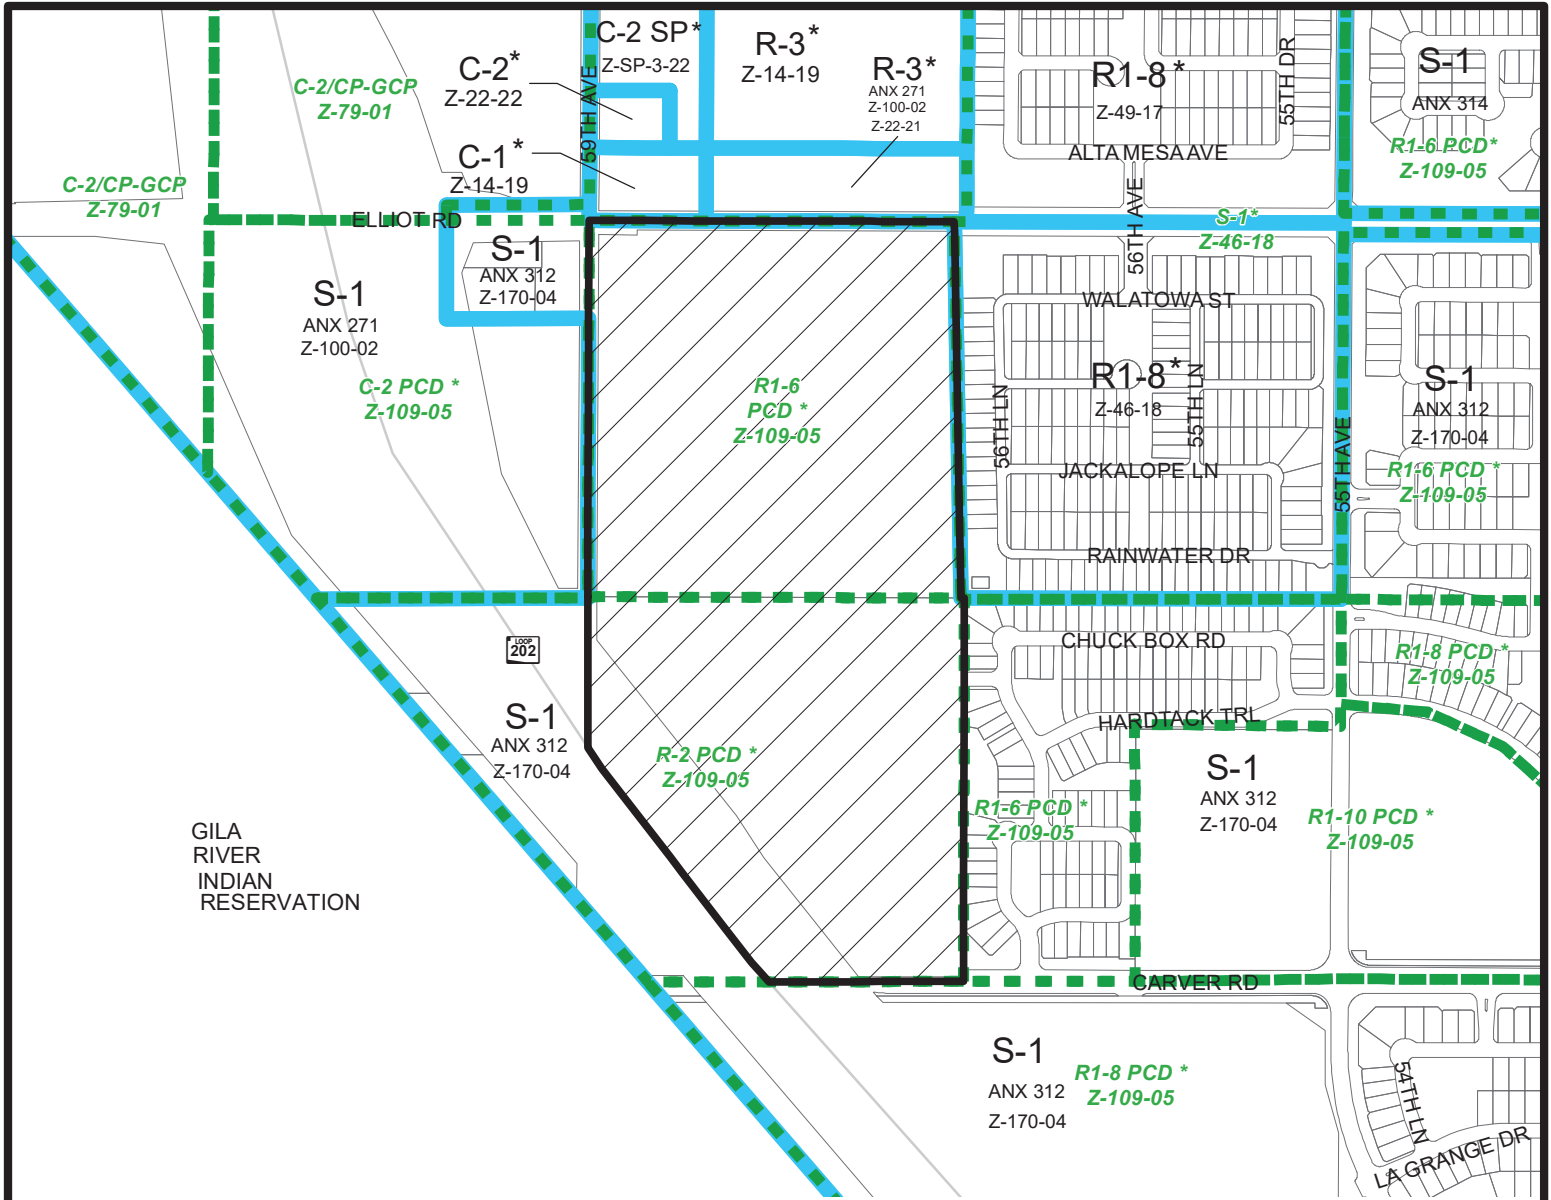 C-2/CP-GCP
Z-79-01
C-2*
Z-22-22
C-2 SP*
Z-SP-3-22
R-3*
Z-14-19
R-3*
ANX 271
Z-100-02
Z-22-21
R1-8*
Z-49-17
55TH DR
S-1
ANX 314
R1-6 PCD*
Z-109-05
59TH AVE
C-1*
Z-14-19
ALTA MESA AVE
C-2/CP-GCP
Z-79-01
ELLIOT RD
56TH AVE
S-1*
Z-46-18
S-1
ANX 312
Z-170-04
S-1
ANX 271
Z-100-02
C-2 PCD *
Z-109-05
R1-6
PCD *
Z-109-05
WALATOWA ST
R1-8*
Z-46-18
55TH LN
56TH LN
JACKALOPE LN
RAINWATER DR
55TH AVE
S-1
ANX 312
Z-170-04
R1-6 PCD *
Z-109-05
LOOP
202
CHUCK BOX RD
R1-8 PCD *
Z-109-05
HARDTACK TRL
S-1
ANX 312
Z-170-04
R-2 PCD *
Z-109-05
S-1
ANX 312
Z-170-04
R1-6 PCD *
Z-109-05
R1-10 PCD *
Z-109-05
GILA
RIVER
INDIAN
RESERVATION
CARVER RD
S-1
ANX 312
Z-170-04
R1-8 PCD *
Z-109-05
54TH LN
LA GRANGE DR